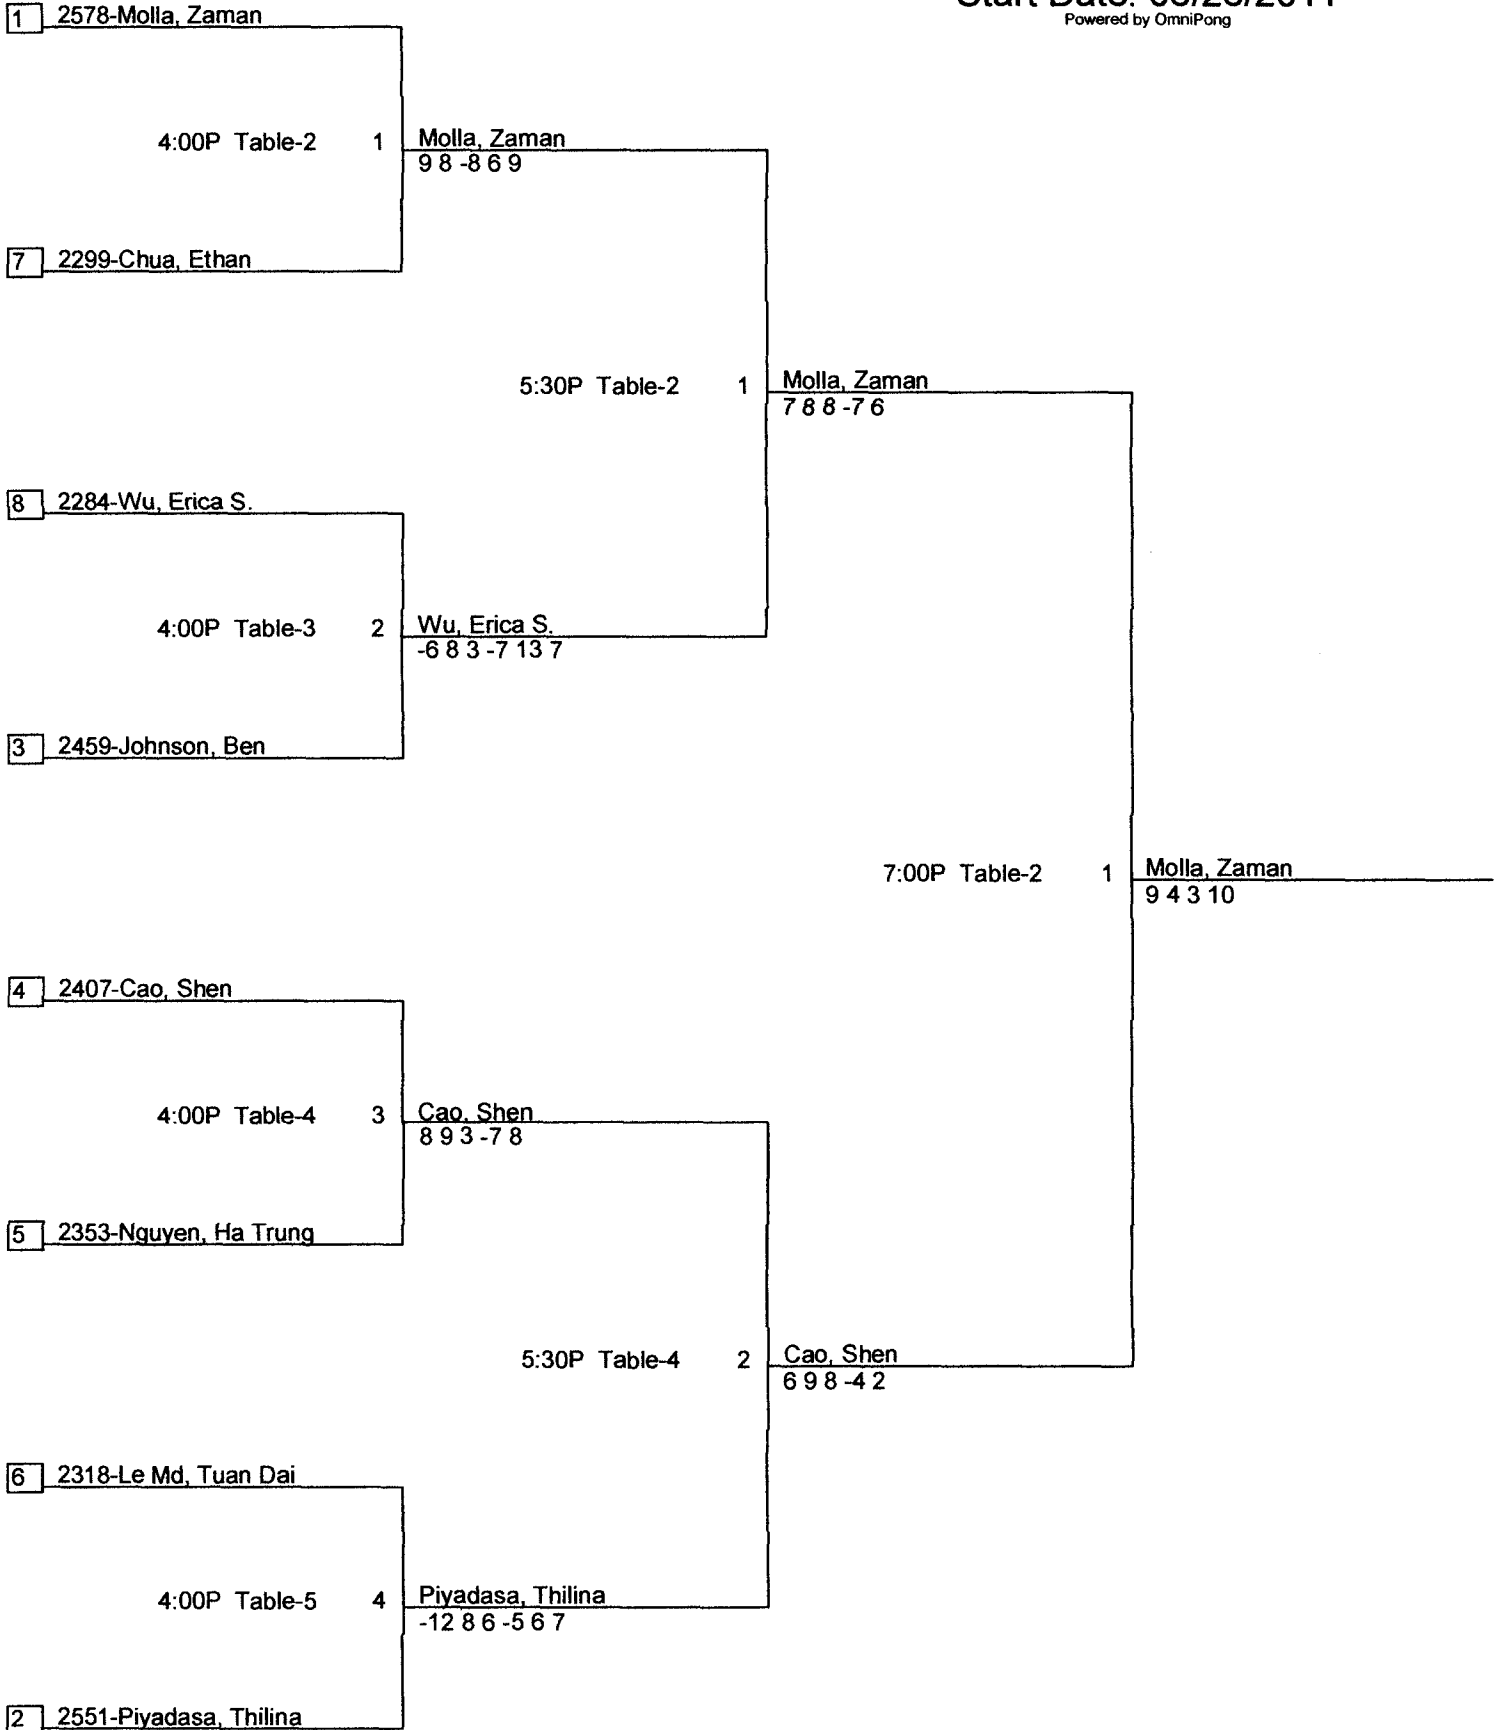 Powered by OmniPong
1 2578-Molla, Zaman
4:00P Table-2 1 Molla, Zaman
9 8 -8 6 9
7 2299-Chua, Ethan
5:30P Table-2 1 Molla, Zaman
7 8 8 -7 6
8 2284-Wu, Erica S.
4:00P Table-3 2 Wu, Erica S.
-6 8 3 -7 13 7
3 2459-Johnson, Ben
7:00P Table-2 1 Molla, Zaman
9 4 3 10
4 2407-Cao, Shen
4:00P Table-4 3 Cao, Shen
8 9 3 -7 8
5 2353-Nguyen, Ha Trung
5:30P Table-4 2 Cao, Shen
6 9 8 -4 2
6 2318-Le Md, Tuan Dai
4:00P Table-5 4 Piyadasa, Thilina
-12 8 6 -5 6 7
2 2551-Piyadasa, Thilina